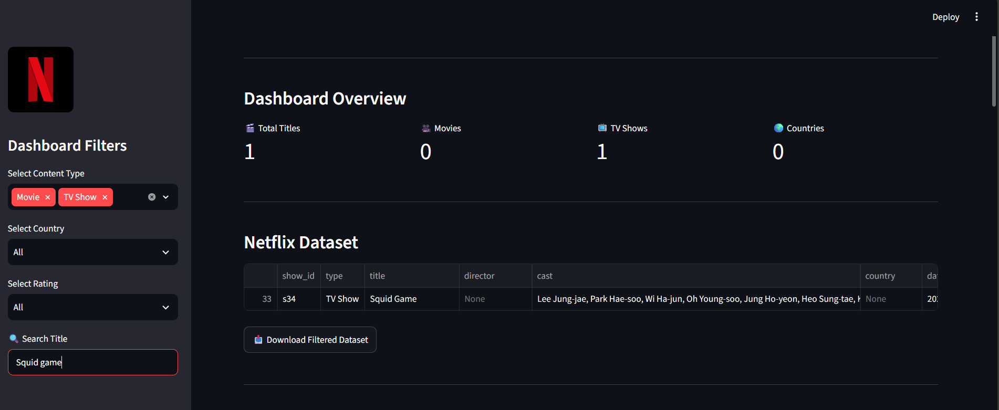 Deploy
N
Dashboard Filters
Select Content Type
Movie × TV Show ×
Select Country
All
Select Rating
All
🔍 Search Title
Squid game
Dashboard Overview
🎬 Total Titles
1
🎥 Movies
0
📺 TV Shows
1
🌍 Countries
0
Netflix Dataset
show_id type title director cast country
33 s34 TV Show Squid Game None Lee Jung-jae, Park Hae-soo, Wi Ha-jun, Oh Young-soo, Jung Ho-yeon, Heo Sung-tae, None
📥 Download Filtered Dataset